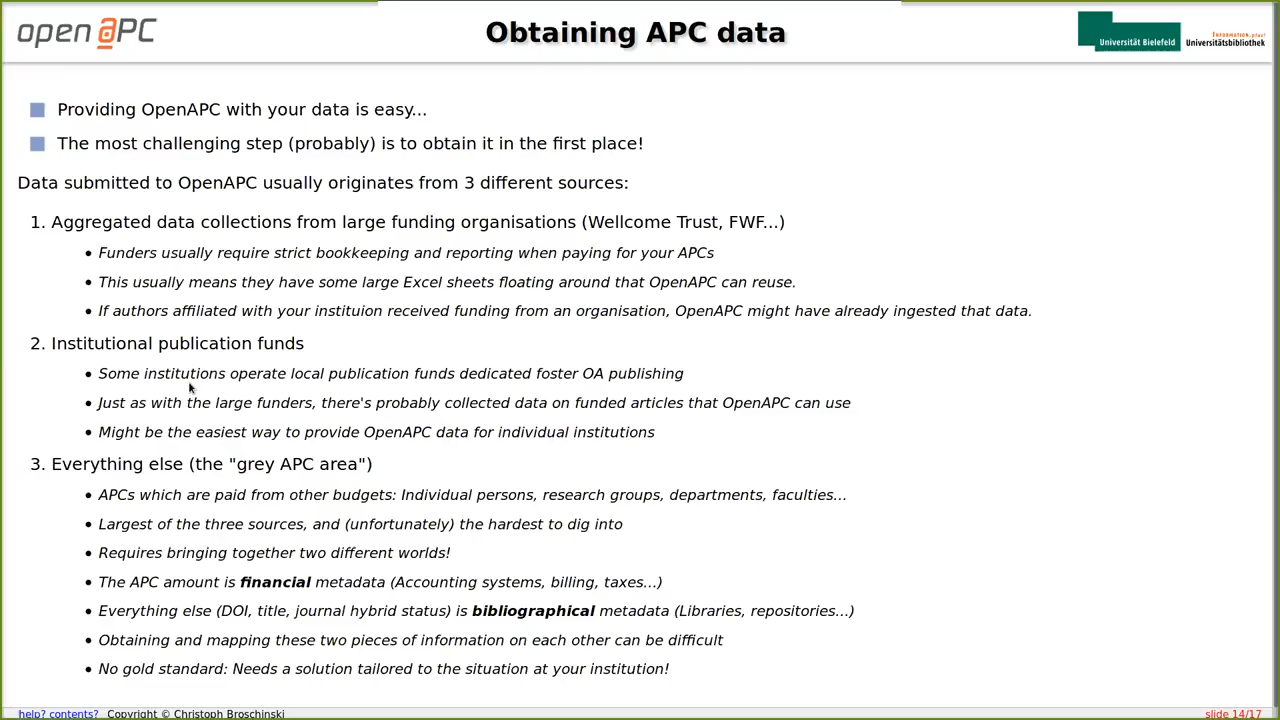 open APC
Obtaining APC data
Universität Bielefeld
INFORMATION.plus!
Universitätsbibliothek
Providing OpenAPC with your data is easy...
The most challenging step (probably) is to obtain it in the first place!
Data submitted to OpenAPC usually originates from 3 different sources:
1. Aggregated data collections from large funding organisations (Wellcome Trust, FWF...)
• Funders usually require strict bookkeeping and reporting when paying for your APCs
• This usually means they have some large Excel sheets floating around that OpenAPC can reuse.
• If authors affiliated with your instituion received funding from an organisation, OpenAPC might have already ingested that data.
2. Institutional publication funds
• Some institutions operate local publication funds dedicated foster OA publishing
• Just as with the large funders, there's probably collected data on funded articles that OpenAPC can use
• Might be the easiest way to provide OpenAPC data for individual institutions
3. Everything else (the "grey APC area")
• APCs which are paid from other budgets: Individual persons, research groups, departments, faculties...
• Largest of the three sources, and (unfortunately) the hardest to dig into
• Requires bringing together two different worlds!
• The APC amount is financial metadata (Accounting systems, billing, taxes...)
• Everything else (DOI, title, journal hybrid status) is bibliographical metadata (Libraries, repositories...)
• Obtaining and mapping these two pieces of information on each other can be difficult
• No gold standard: Needs a solution tailored to the situation at your institution!
help? contents? Copyright © Christoph Broschinski
slide 14/17